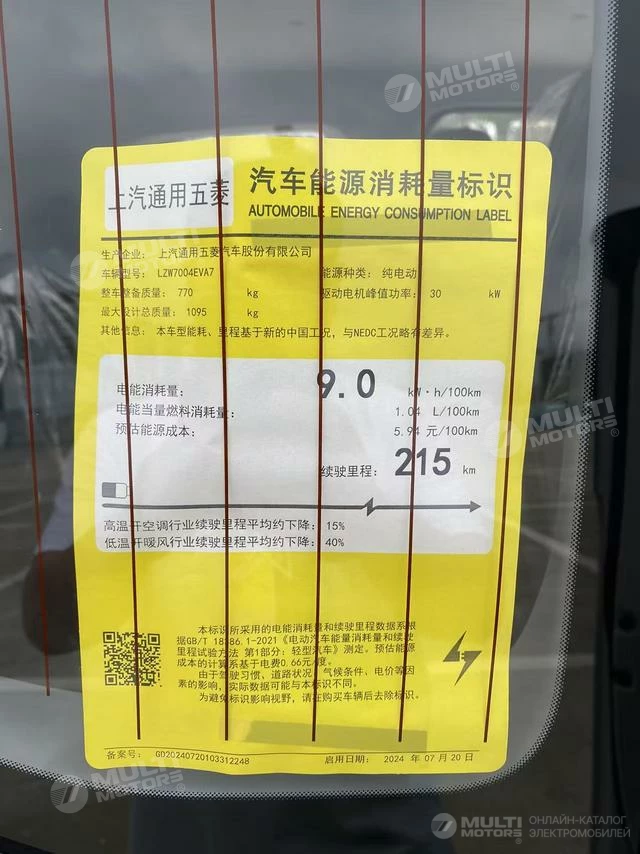 MULTI MOTORS
上汽通用五菱
汽车能源消耗量标识
AUTOMOBILE ENERGY CONSUMPTION LABEL
生产企业： 上汽通用五菱汽车股份有限公司
车辆型号： LZW7004EVA7 能源种类： 纯电动
整车整备质量： 770 kg 驱动电机峰值功率： 30 kW
最大设计总质量： 1095 kg
其他信息： 本车型能耗、里程基于新的中国工况，与NEDC工况略有差异。
电能消耗量： 9.0 kW·h/100km
电能当量燃料消耗量： 1.04 L/100km
预估能源成本： 5.94 元/100km
续驶里程： 215 km
高温开空调行业续驶里程平均约下降： 15%
低温开暖风行业续驶里程平均约下降： 40%
本标识所采用的电能消耗量和续驶里程数据系根
据GB/T 18386.1-2021《电动汽车能量消耗量和续驶
里程试验方法 第1部分：轻型汽车》测定。预估能源
成本的计算系基于电费0.66元/度。
由于驾驶习惯、道路状况、气候条件、电价等因
素的影响，实际数据可能与本标识不同。
为避免标识影响视野，请在购买车辆后去除标识。
备案号： GD20240720103312248 启用日期： 2024 年 07 月 20 日
MULTI MOTORS
MULTI MOTORS
MULTI MOTORS ОНЛАЙН-КАТАЛОГ
ЭЛЕКТРОМОБИЛЕЙ